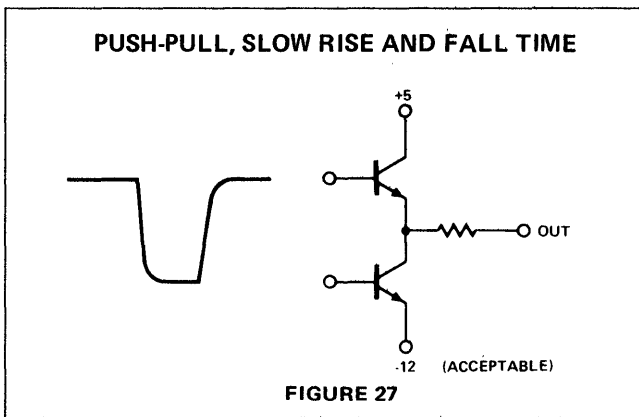 PUSH-PULL, SLOW RISE AND FALL TIME
+5
OUT
-12 (ACCEPTABLE)
FIGURE 27